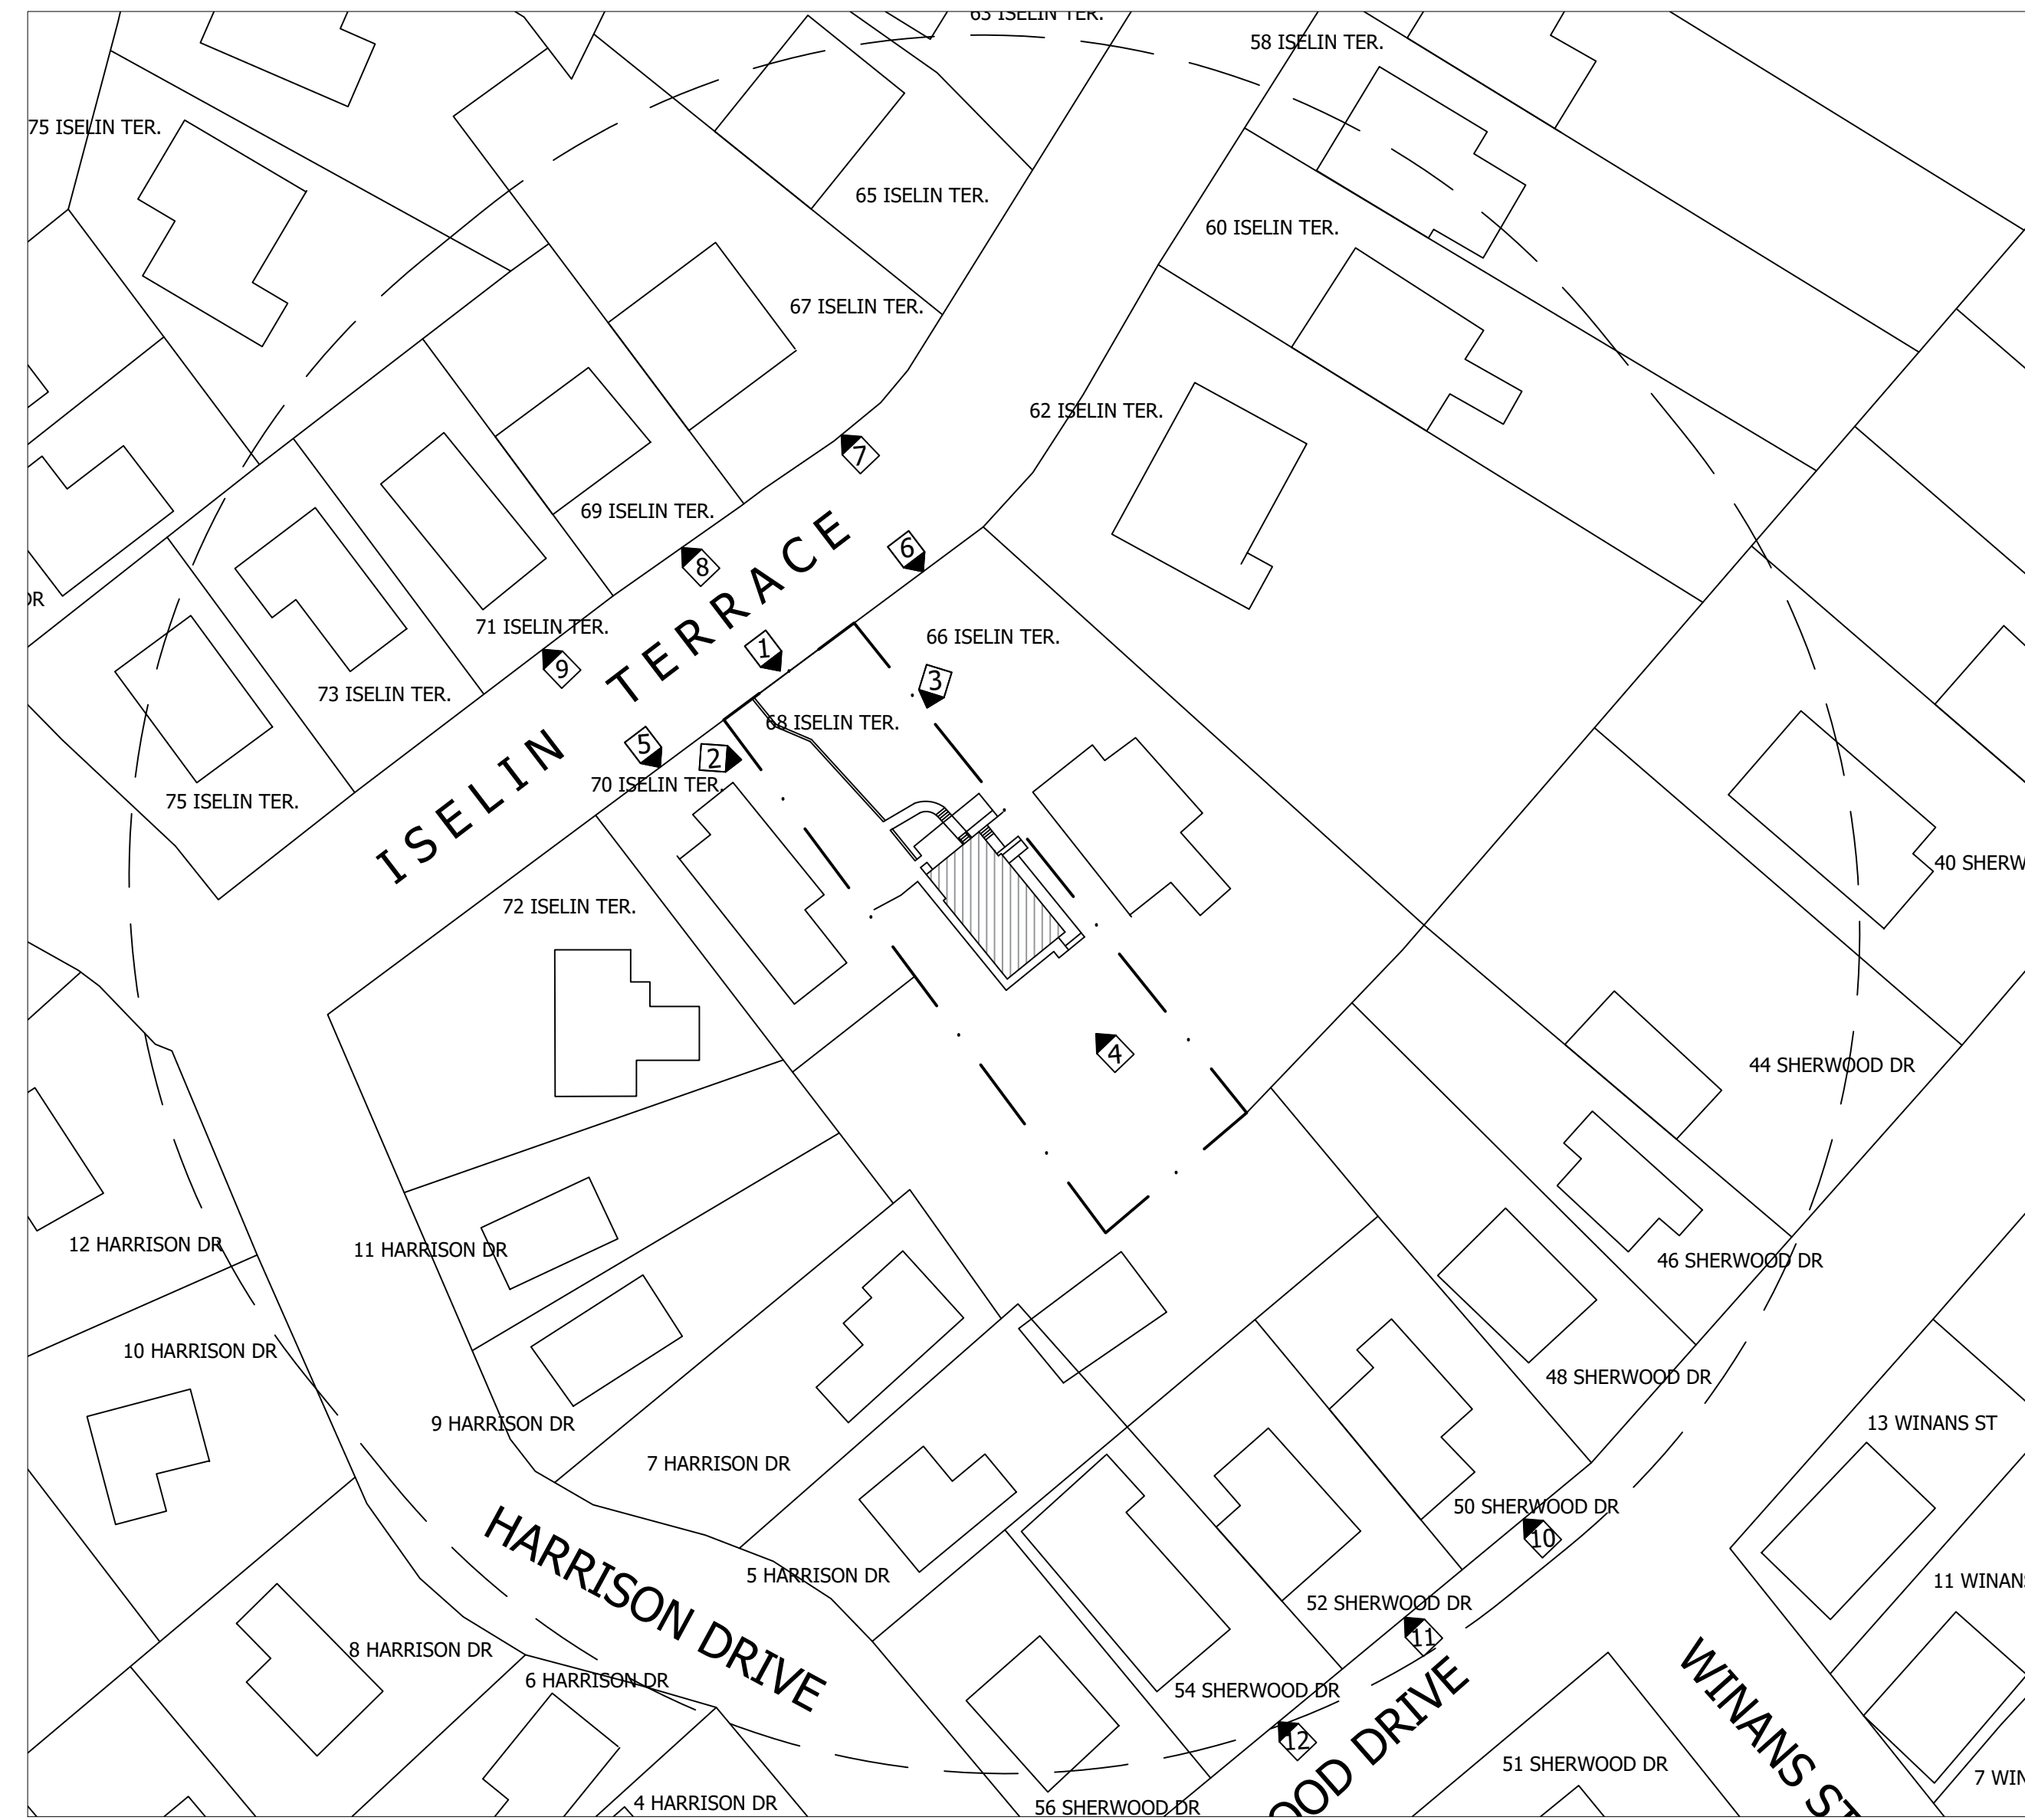 63 ISELIN TER.
58 ISELIN TER.
75 ISELIN TER.
65 ISELIN TER.
60 ISELIN TER.
67 ISELIN TER.
62 ISELIN TER.
7
69 ISELIN TER.
6
8
ISELIN TERRACE
DR
71 ISELIN TER.
66 ISELIN TER.
1
9
3
73 ISELIN TER.
68 ISELIN TER.
5
2
70 ISELIN TER.
75 ISELIN TER.
40 SHERW
72 ISELIN TER.
4
44 SHERWOOD DR
12 HARRISON DR
11 HARRISON DR
46 SHERWOOD DR
10 HARRISON DR
48 SHERWOOD DR
9 HARRISON DR
13 WINANS ST
7 HARRISON DR
50 SHERWOOD DR
10
HARRISON DRIVE
5 HARRISON DR
11 WINANS
52 SHERWOOD DR
11
8 HARRISON DR
6 HARRISON DR
54 SHERWOOD DR
12
OOD DRIVE
WINANS ST
51 SHERWOOD DR
7 WIN
4 HARRISON DR
56 SHERWOOD DR